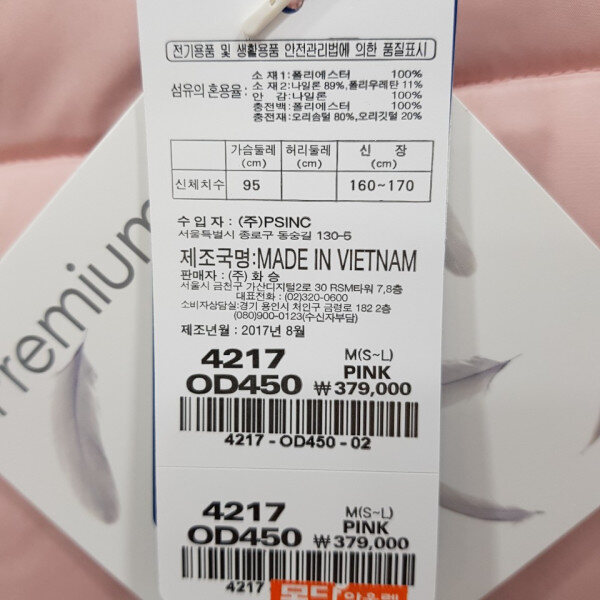 전기용품 및 생활용품 안전관리법에 의한 품질표시
섬유의 혼용율:
소 재1:폴리에스터 100%
소 재2:나일론 89%,폴리우레탄 11%
안 감:나일론 100%
충전백:폴리에스터 100%
충전재:오리솜털 80%,오리깃털 20%
가슴둘레 (cm) 허리둘레 (cm) 신 장 (cm)
신체치수 95 160~170
수 입 자 : (주)PSINC
서울특별시 종로구 동숭길 130-5
제조국명:MADE IN VIETNAM
판매자 : (주) 화 승
서울시 금천구 가산디지털2로 30 RSM타워 7,8층
대표전화 : (02)320-0600
소비자상담실:경기 용인시 처인구 금령로 182 2층
(080)900-0123(수신자부담)
제조년월 : 2017년 8월
4217 M(S~L)
OD450 PINK
₩379,000
4217-OD450-02
4217 M(S~L)
OD450 PINK
₩379,000
4217
모다아울렛
Premium